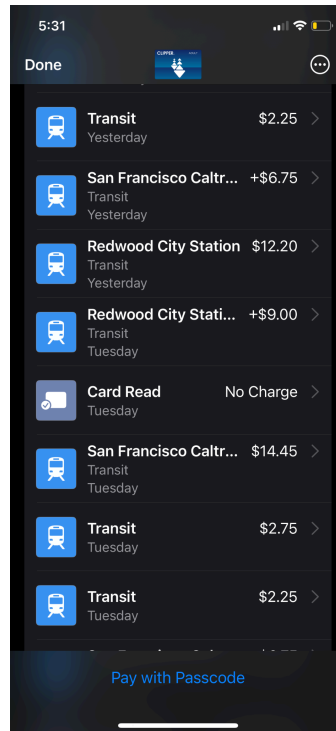 5:31
Done
CLIPPER
Transit $2.25
Yesterday
San Francisco Caltr... +$6.75
Transit
Yesterday
Redwood City Station $12.20
Transit
Yesterday
Redwood City Stati... +$9.00
Transit
Tuesday
Card Read No Charge
Tuesday
San Francisco Caltr... $14.45
Transit
Tuesday
Transit $2.75
Tuesday
Transit $2.25
Tuesday
Pay with Passcode